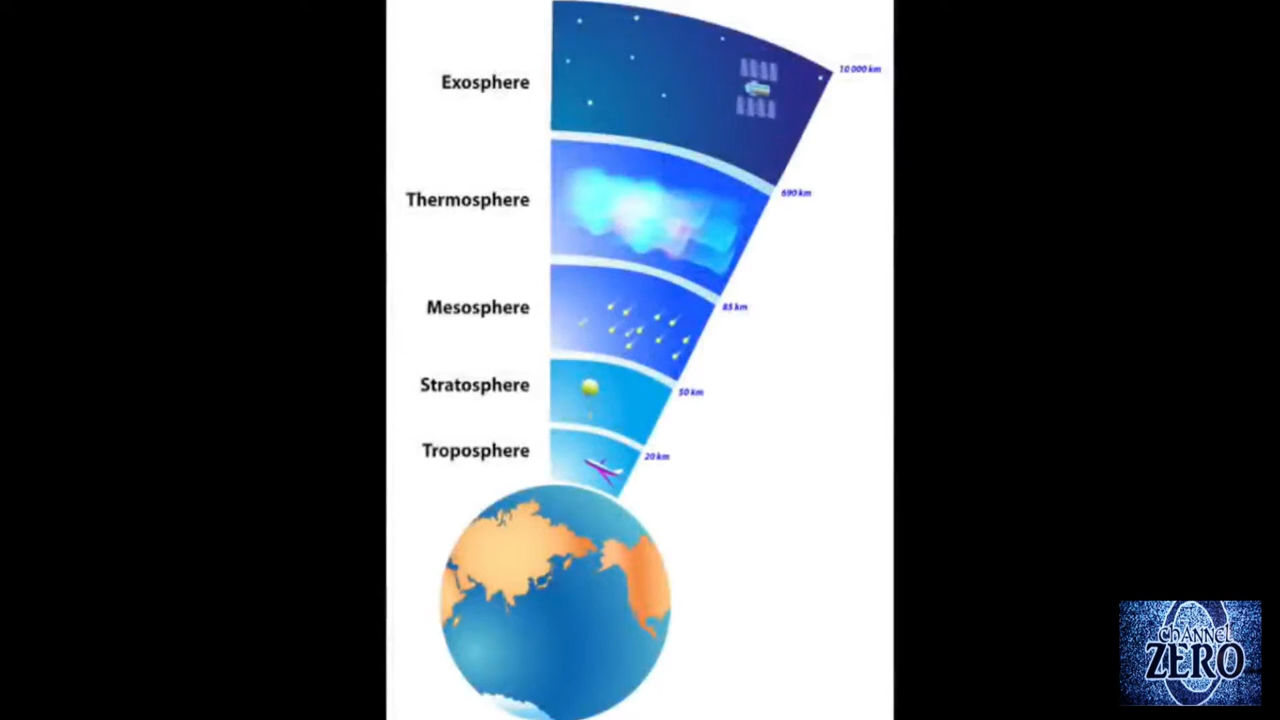 Exosphere
10 000 km
Thermosphere
690 km
Mesosphere
85 km
Stratosphere
50 km
Troposphere
20 km
Channel
ZERO